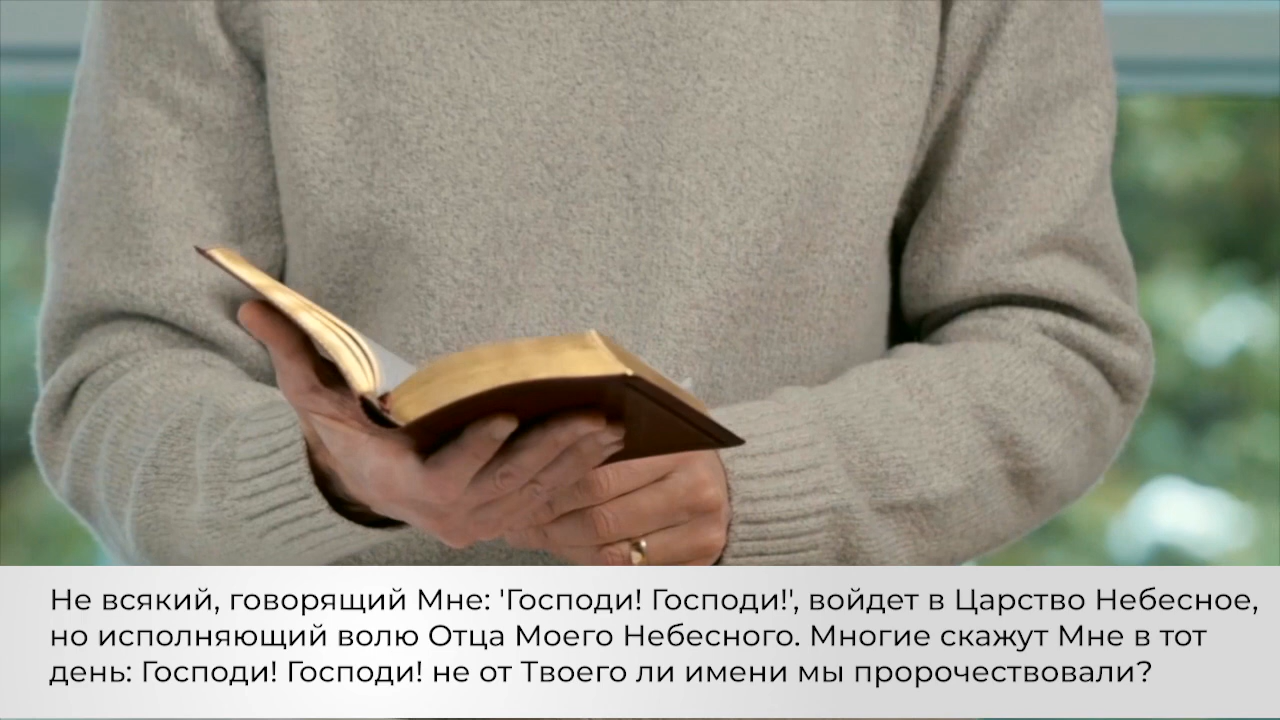 Не всякий, говорящий Мне: 'Господи! Господи!', войдет в Царство Небесное,
но исполняющий волю Отца Моего Небесного. Многие скажут Мне в тот
день: Господи! Господи! не от Твоего ли имени мы пророчествовали?